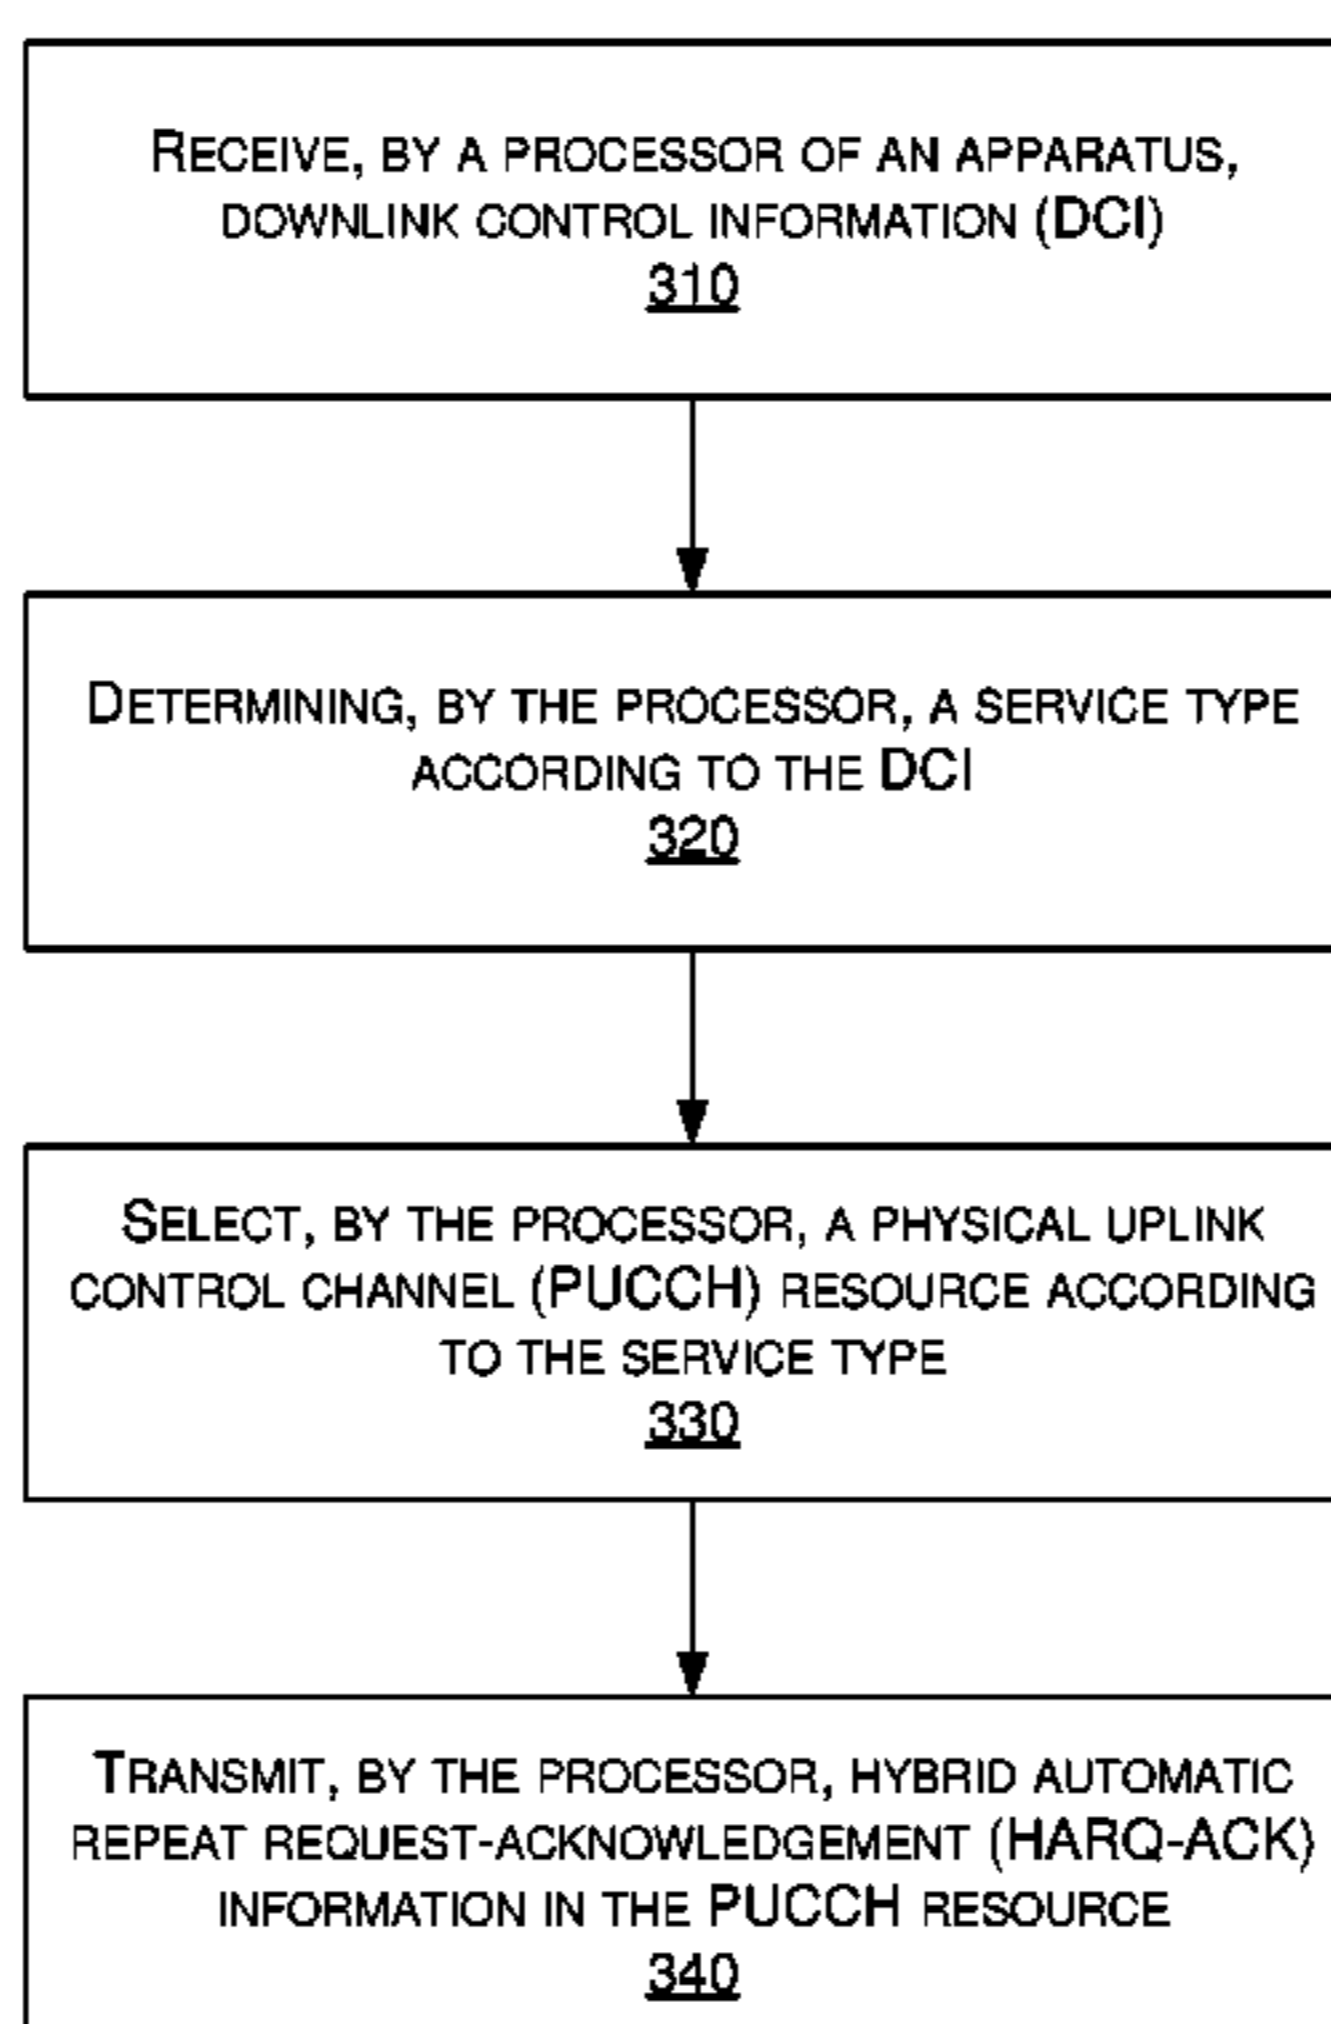 RECEIVE, BY A PROCESSOR OF AN APPARATUS,
DOWNLINK CONTROL INFORMATION (DCI)
310
DETERMINING, BY THE PROCESSOR, A SERVICE TYPE
ACCORDING TO THE DCI
320
SELECT, BY THE PROCESSOR, A PHYSICAL UPLINK
CONTROL CHANNEL (PUCCH) RESOURCE ACCORDING
TO THE SERVICE TYPE
330
TRANSMIT, BY THE PROCESSOR, HYBRID AUTOMATIC
REPEAT REQUEST-ACKNOWLEDGEMENT (HARQ-ACK)
INFORMATION IN THE PUCCH RESOURCE
340